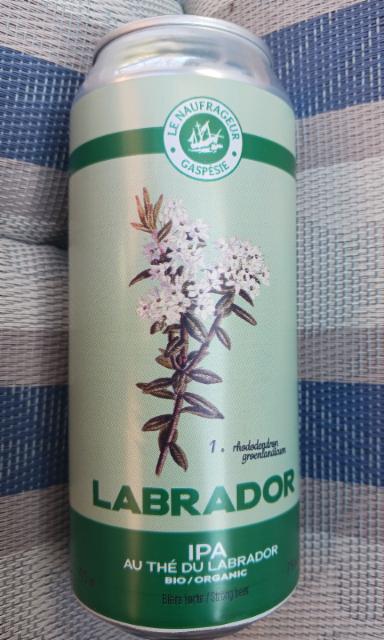 LE NAUFRAGEUR
GASPÉSIE
1. rhododendron
groenlandicum
LABRADOR
IPA
AU THÉ DU LABRADOR
BIO / ORGANIC
Bière forte / Strong beer